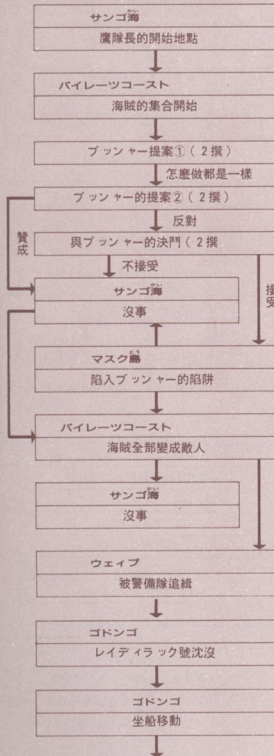 サンゴ海
鷹隊長的開始地點
パイレーツコースト
海賊的集合開始
ブッンャー提案①（2撰）
怎麼做都是一樣
ブッンャー的提案②（2撰）
反對
贊成
與ブッンャー的決鬥（2撰
不接受
接受
サンゴ海
沒事
マスク島
陷入ブッンャー的陷阱
パイレーツコースト
海賊全部變成敵人
サンゴ海
沒事
ウェイブ
被警備隊追緝
ゴドンゴ
レイディラック號沈沒
ゴドンゴ
坐船移動